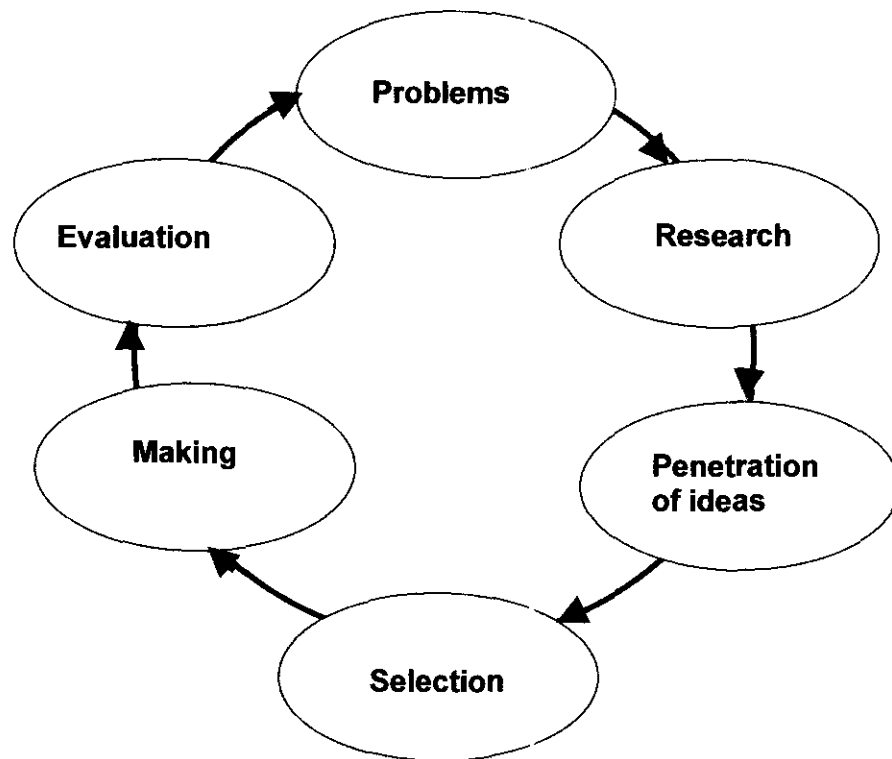 Problems
Research
Penetration
of ideas
Selection
Making
Evaluation